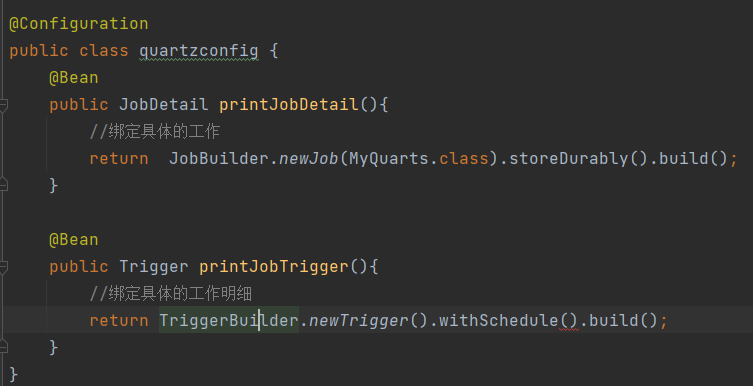 @Configuration
public class quartzconfig {
@Bean
public JobDetail printJobDetail(){
//绑定具体的工作
return  JobBuilder.newJob(MyQuarts.class).storeDurably().build();
}
@Bean
public Trigger printJobTrigger(){
//绑定具体的工作明细
return TriggerBuilder.newTrigger().withSchedule().build();
}
}